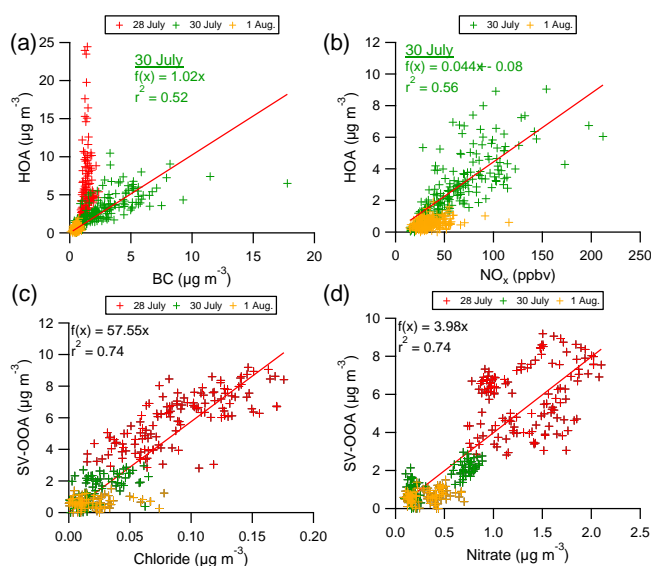 (a)
28 July 30 July 1 Aug.
HOA (µg m-3)
25
20
15
10
5
0
30 July
f(x) = 1.02x
r2 = 0.52
0 5 10 15 20
BC (µg m-3)
(b)
28 July 30 July 1 Aug.
HOA (µg m-3)
12
10
8
6
4
2
0
30 July
f(x) = 0.044x+- 0.08
r2 = 0.56
0 50 100 150 200 250
NOx (ppbv)
(c)
28 July 30 July 1 Aug.
SV-OOA (µg m-3)
12
10
8
6
4
2
0
f(x) = 57.55x
r2 = 0.74
0.00 0.05 0.10 0.15 0.20
Chloride (µg m-3)
(d)
28 July 30 July 1 Aug.
SV-OOA (µg m-3)
10
8
6
4
2
0
f(x) = 3.98x
r2 = 0.74
0.0 0.5 1.0 1.5 2.0 2.5
Nitrate (µg m-3)